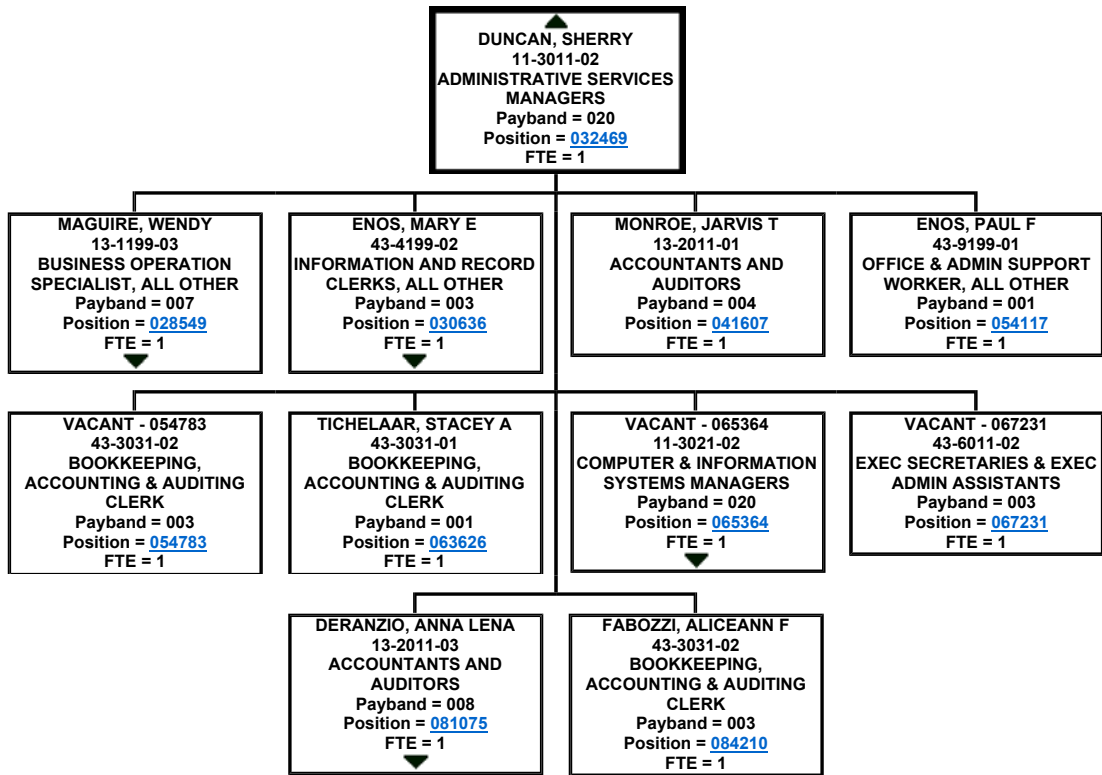 DUNCAN, SHERRY
11-3011-02
ADMINISTRATIVE SERVICES
MANAGERS
Payband = 020
Position = 032469
FTE = 1
MAGUIRE, WENDY
13-1199-03
BUSINESS OPERATION
SPECIALIST, ALL OTHER
Payband = 007
Position = 028549
FTE = 1
ENOS, MARY E
43-4199-02
INFORMATION AND RECORD
CLERKS, ALL OTHER
Payband = 003
Position = 030636
FTE = 1
MONROE, JARVIS T
13-2011-01
ACCOUNTANTS AND
AUDITORS
Payband = 004
Position = 041607
FTE = 1
ENOS, PAUL F
43-9199-01
OFFICE & ADMIN SUPPORT
WORKER, ALL OTHER
Payband = 001
Position = 054117
FTE = 1
VACANT - 054783
43-3031-02
BOOKKEEPING,
ACCOUNTING & AUDITING
CLERK
Payband = 003
Position = 054783
FTE = 1
TICHELAAR, STACEY A
43-3031-01
BOOKKEEPING,
ACCOUNTING & AUDITING
CLERK
Payband = 001
Position = 063626
FTE = 1
VACANT - 065364
11-3021-02
COMPUTER & INFORMATION
SYSTEMS MANAGERS
Payband = 020
Position = 065364
FTE = 1
VACANT - 067231
43-6011-02
EXEC SECRETARIES & EXEC
ADMIN ASSISTANTS
Payband = 003
Position = 067231
FTE = 1
DERANZIO, ANNA LENA
13-2011-03
ACCOUNTANTS AND
AUDITORS
Payband = 008
Position = 081075
FTE = 1
FABOZZI, ALICEANN F
43-3031-02
BOOKKEEPING,
ACCOUNTING & AUDITING
CLERK
Payband = 003
Position = 084210
FTE = 1